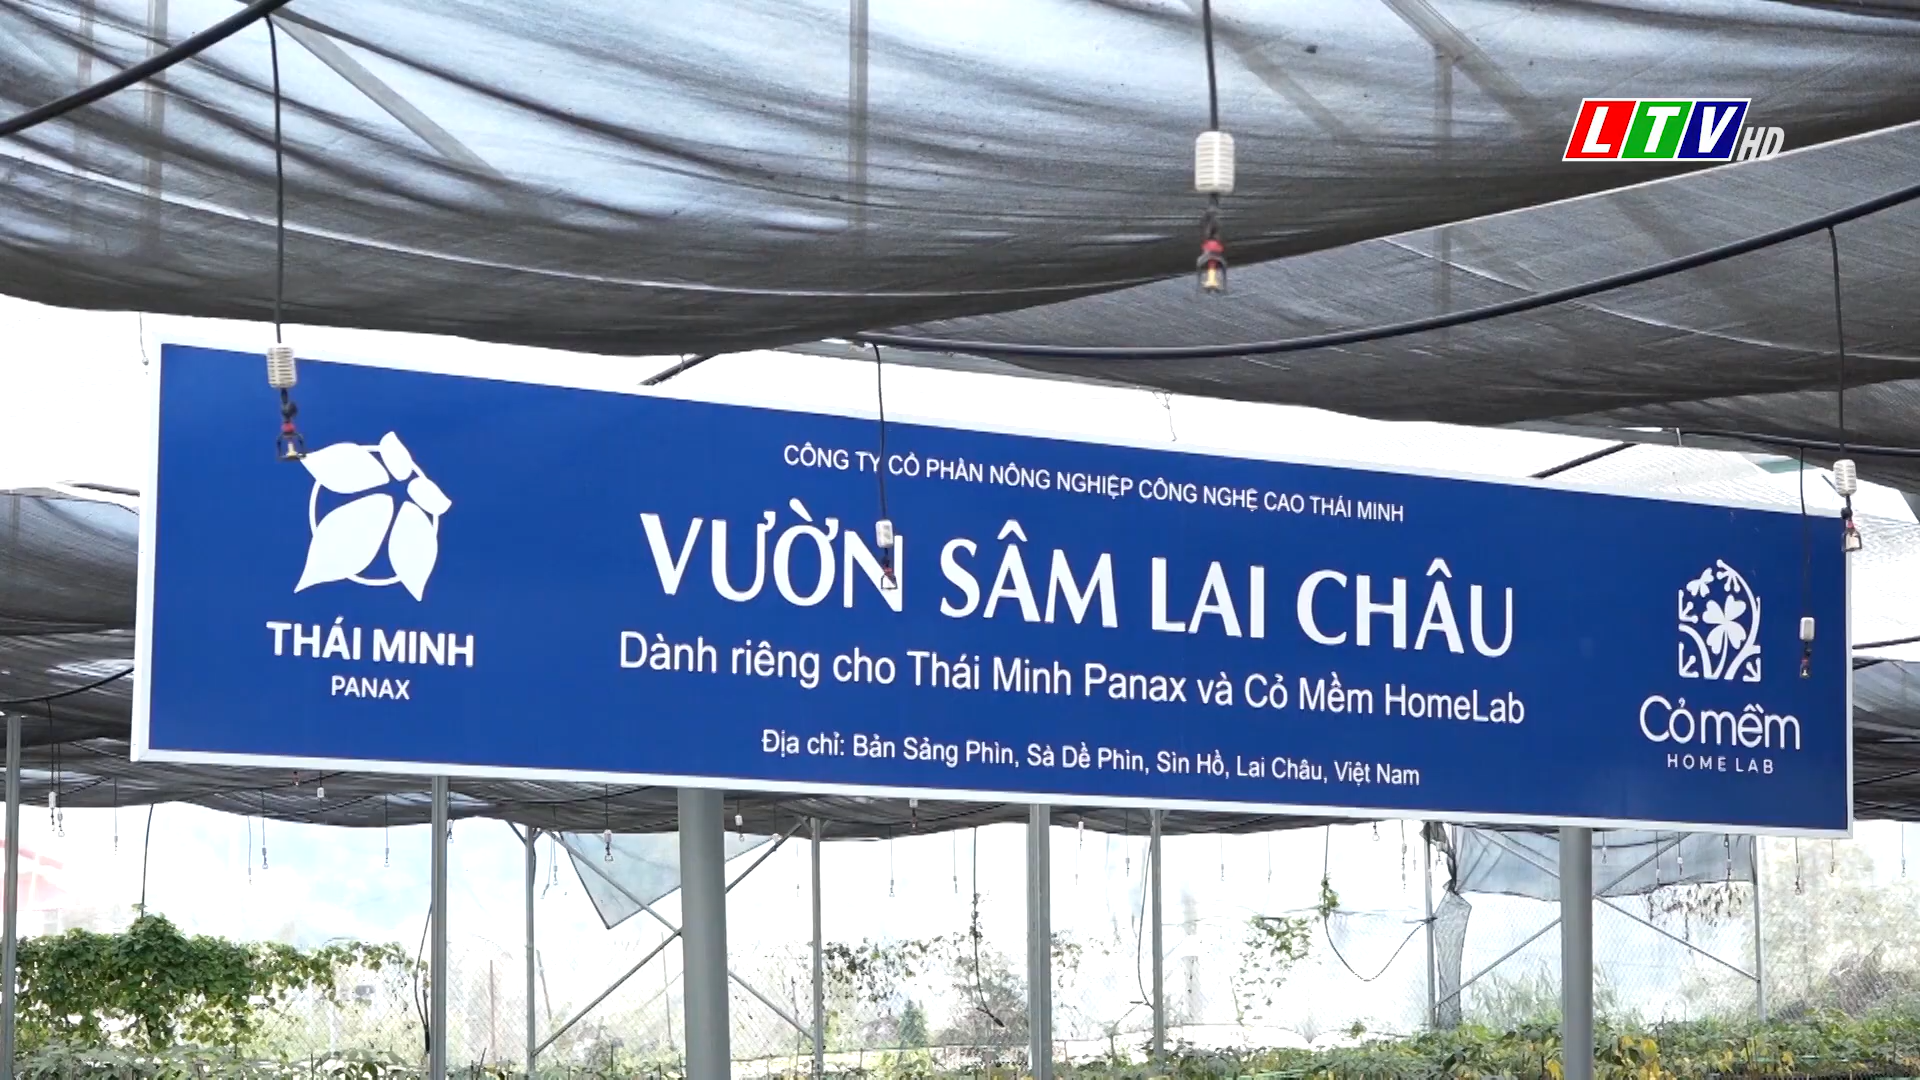 LTV HD
CÔNG TY CỔ PHẦN NÔNG NGHIỆP CÔNG NGHỆ CAO THÁI MINH
VƯỜN SÂM LAI CHÂU
Dành riêng cho Thái Minh Panax và Cỏ Mềm HomeLab
Địa chỉ: Bản Sảng Phìn, Sà Dề Phìn, Sìn Hồ, Lai Châu, Việt Nam
THÁI MINH
PANAX
Cỏ mềm
HOME LAB